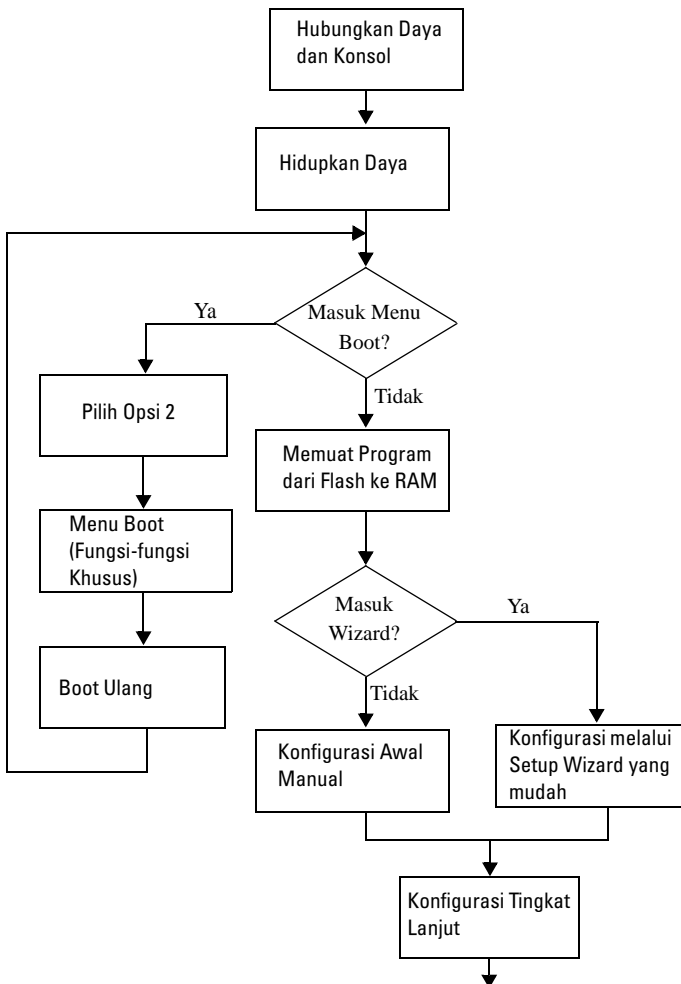 Hubungkan Daya
dan Konsol
Hidupkan Daya
Ya
Masuk Menu
Boot?
Tidak
Pilih Opsi 2
Memuat Program
dari Flash ke RAM
Menu Boot
(Fungsi-fungsi
Khusus)
Masuk
Wizard?
Ya
Tidak
Boot Ulang
Konfigurasi Awal
Manual
Konfigurasi melalui
Setup Wizard yang
mudah
Konfigurasi Tingkat
Lanjut